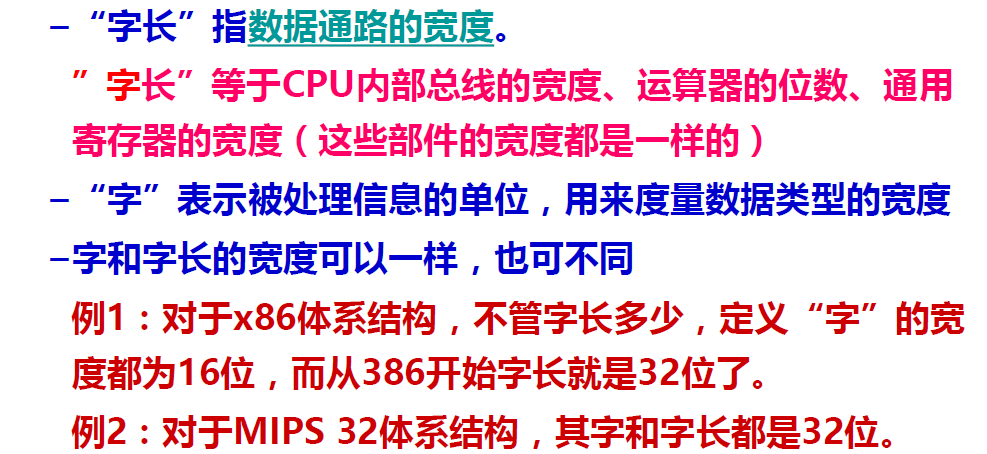 –“字长”指数据通路的宽度。
”字长”等于CPU内部总线的宽度、运算器的位数、通用
寄存器的宽度（这些部件的宽度都是一样的）
–“字”表示被处理信息的单位，用来度量数据类型的宽度
–字和字长的宽度可以一样，也可不同
例1：对于x86体系结构，不管字长多少，定义“字”的宽
度都为16位，而从386开始字长就是32位了。
例2：对于MIPS 32体系结构，其字和字长都是32位。